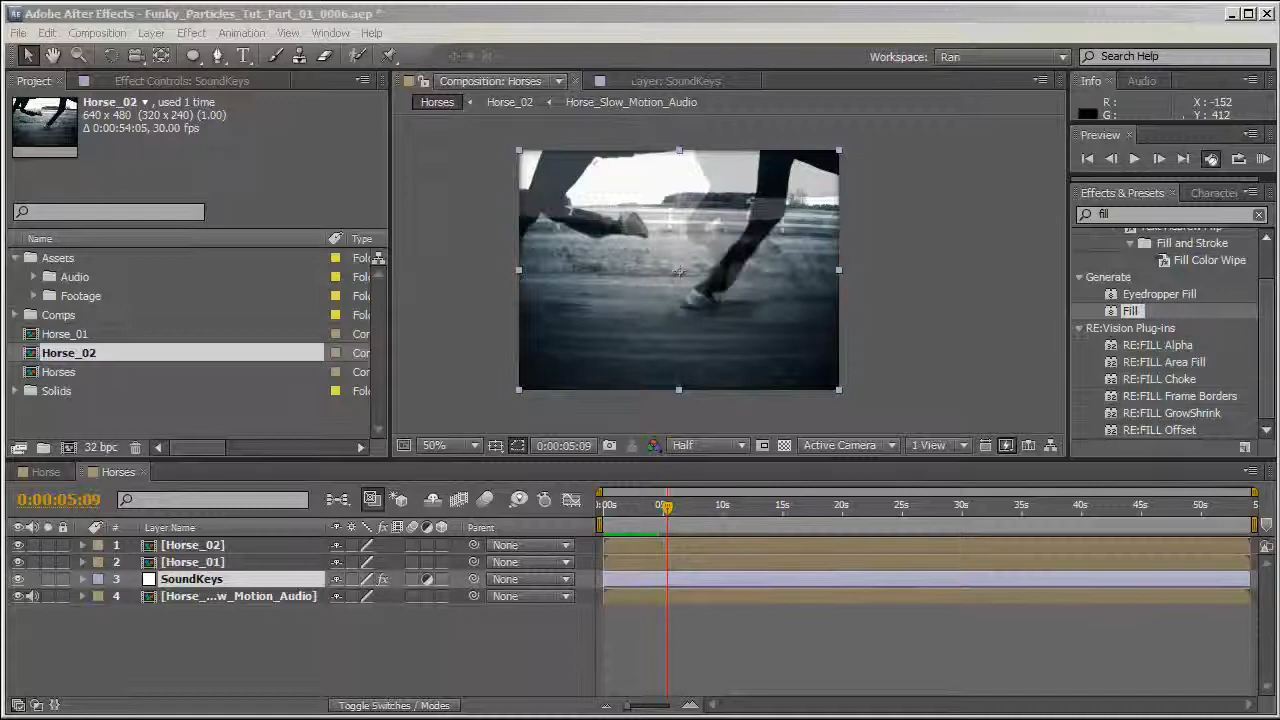 Adobe After Effects - Funky_Particles_Tut_Part_01_0006.aep *
File Edit Composition Layer Effect Animation View Window Help
Workspace: Ran Search Help
Project Effect Controls: SoundKeys
Composition: Horses Layer: SoundKeys
Info Audio
Horse_02 ▾, used 1 time
640 x 480 (320 x 240) (1.00)
Δ 0:00:54:05, 30.00 fps
Horses Horse_02 Horse_Slow_Motion_Audio
R : X : -152
G : Y : 412
Preview
Effects & Presets Character
fill
Fill and Stroke
Fill Color Wipe
Generate
Eyedropper Fill
Fill
RE:Vision Plug-ins
RE:FILL Alpha
RE:FILL Area Fill
RE:FILL Choke
RE:FILL Frame Borders
RE:FILL GrowShrink
RE:FILL Offset
Name Type
Assets Fol
Audio Fol
Footage Fol
Comps Fol
Horse_01 Cor
Horse_02 Cor
Horses Cor
Solids Fol
32 bpc
50% 0:00:05:09 Half Active Camera 1 View
Horse Horses
0:00:05:09
:00s 05s 10s 15s 20s 25s 30s 35s 40s 45s 50s 5
# Layer Name fx Parent
1 [Horse_02] None
2 [Horse_01] None
3 SoundKeys fx None
4 [Horse_...w_Motion_Audio] None
Toggle Switches / Modes